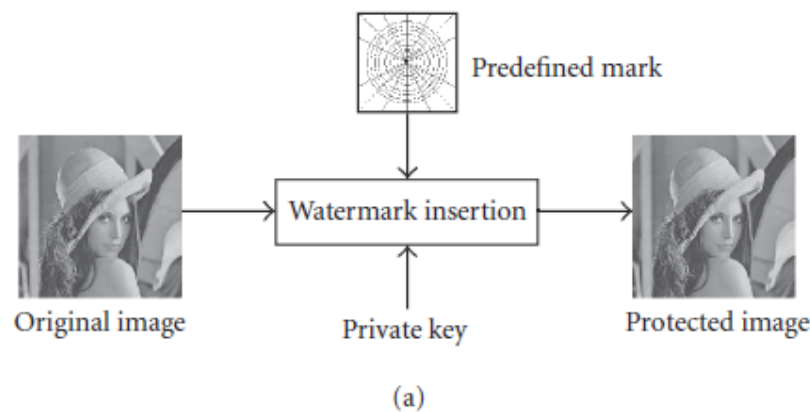 Predefined mark
Watermark insertion
Original image
Private key
Protected image
(a)